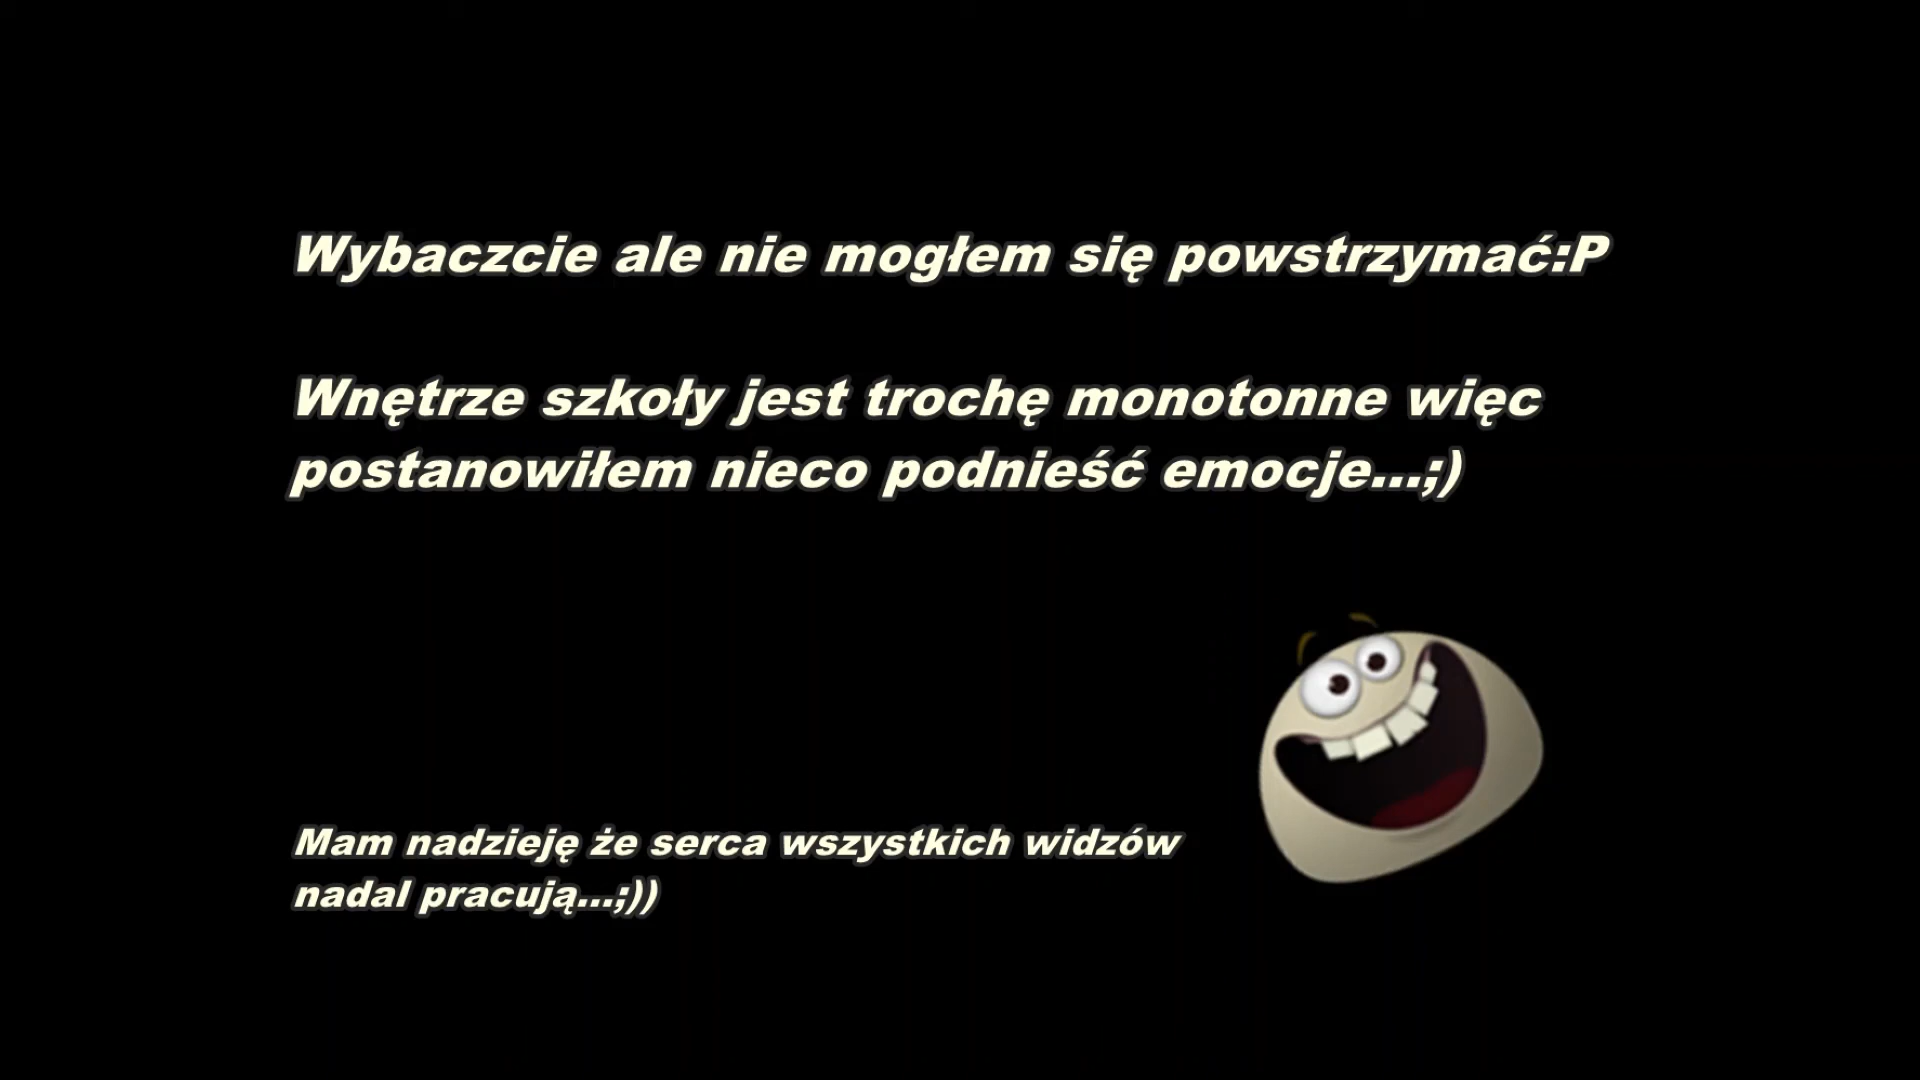 Wybaczcie ale nie mogłem się powstrzymać:P
Wnętrze szkoły jest trochę monotonne więc
postanowiłem nieco podnieść emocje...;)
Mam nadzieję że serca wszystkich widzów
nadal pracują...;))